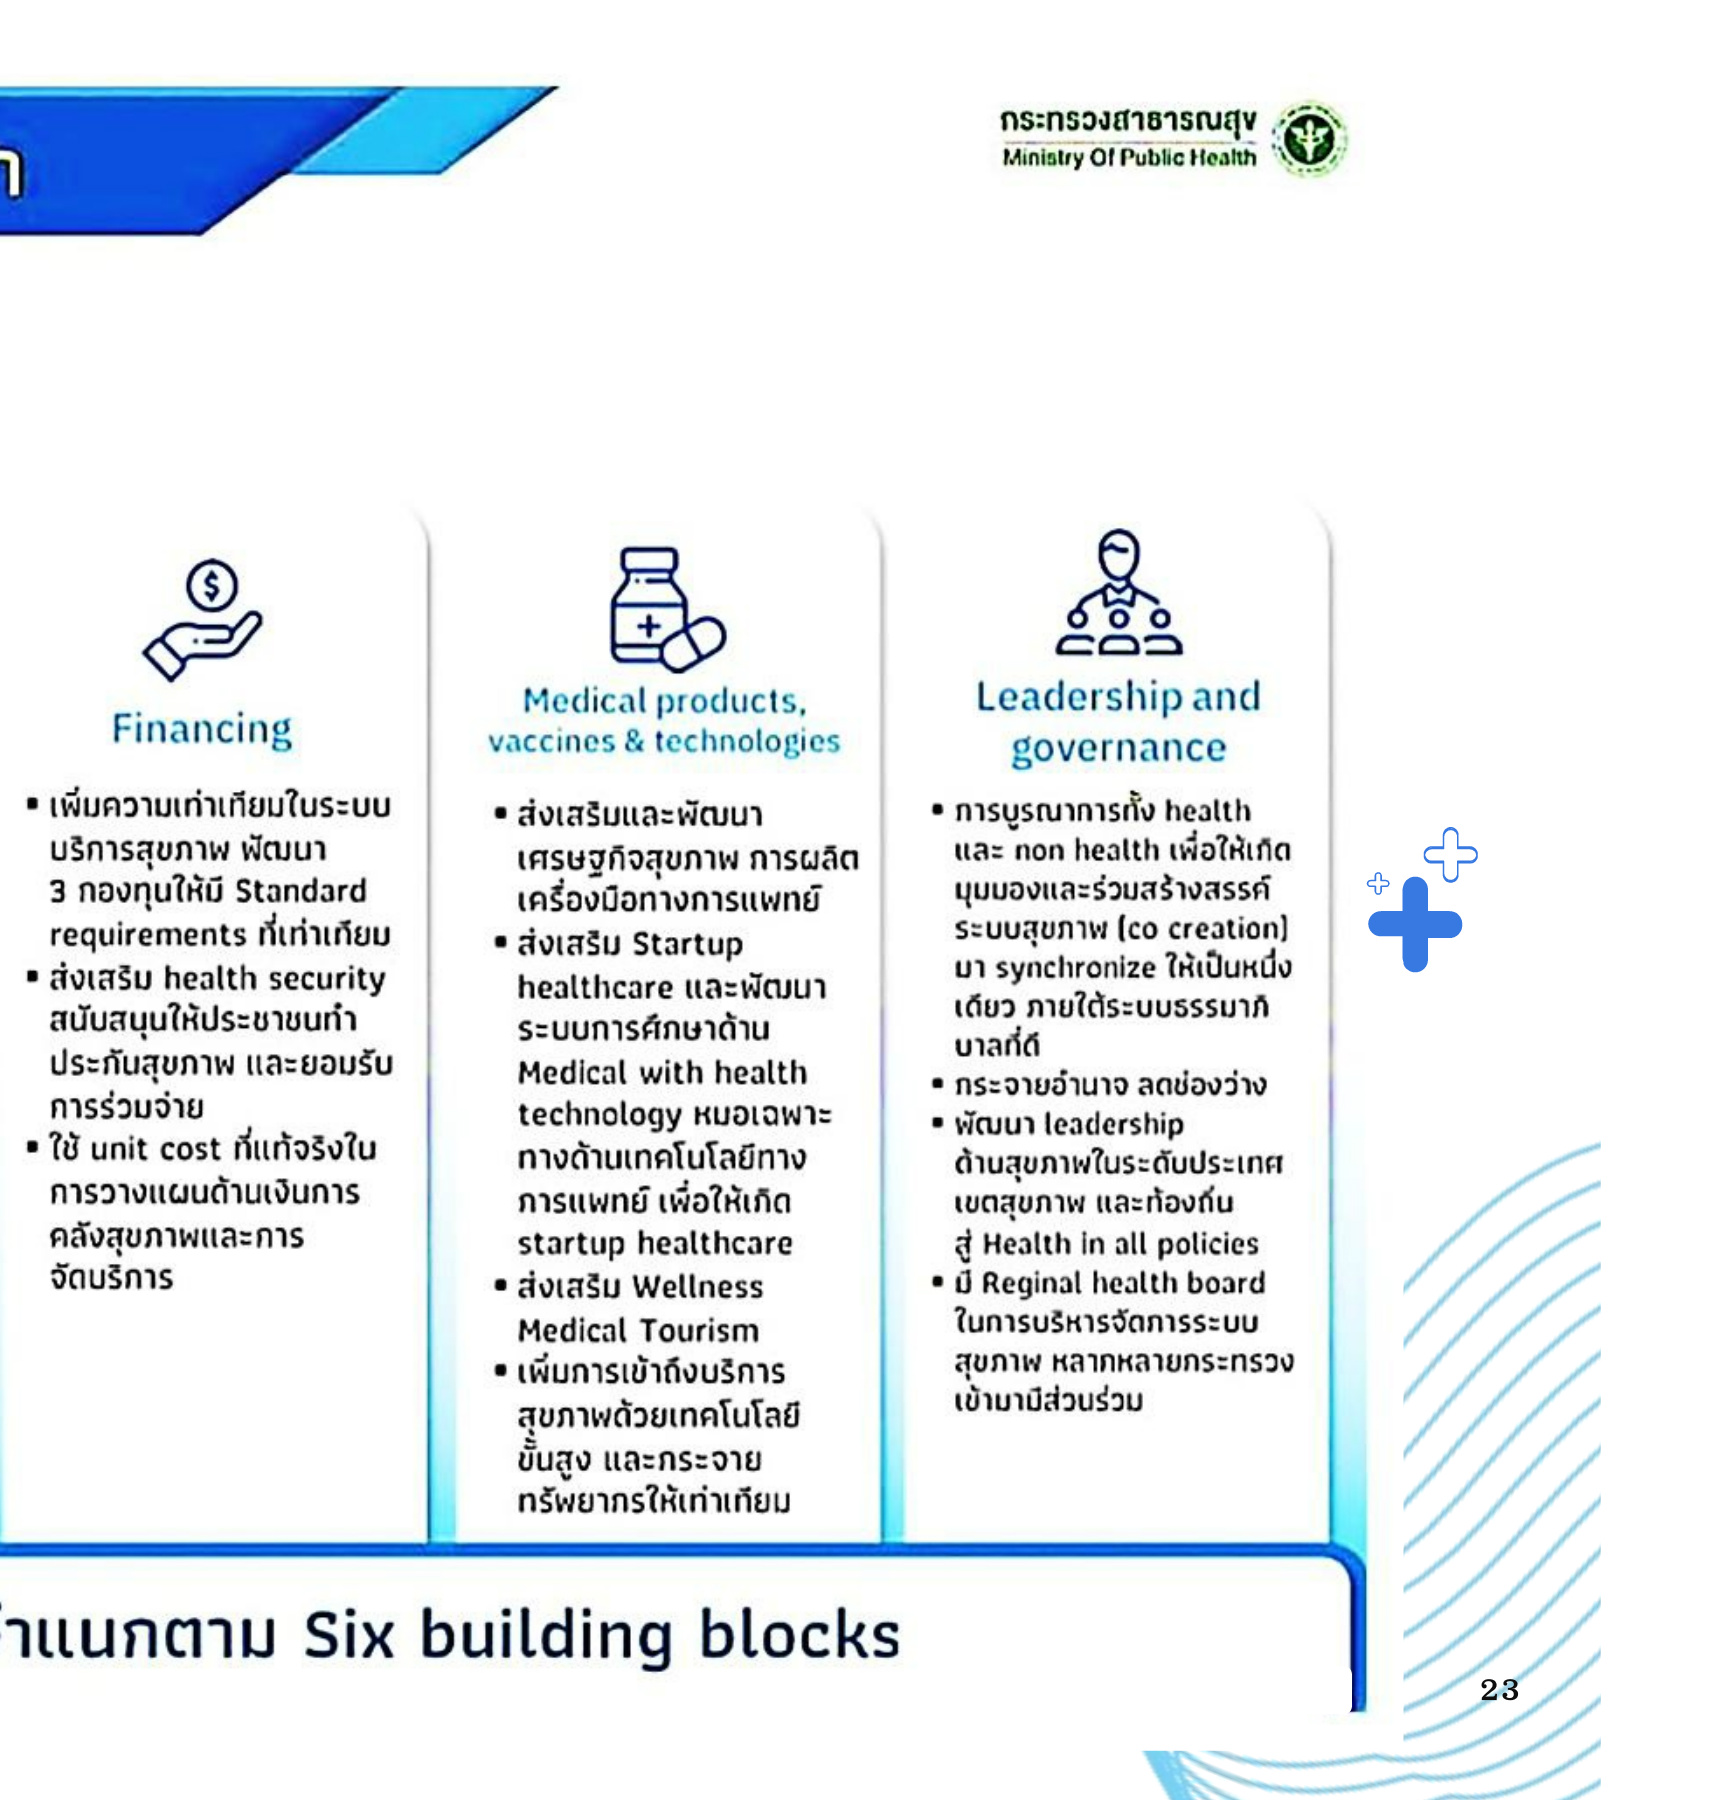 กระทรวงสาธารณสุข
Ministry Of Public Health
Financing
▪ เพิ่มความเท่าเทียมในระบบ
บริการสุขภาพ พัฒนา
3 กองทุนให้มี Standard
requirements ที่เท่าเทียม
▪ ส่งเสริม health security
สนับสนุนให้ประชาชนทำ
ประกันสุขภาพ และยอมรับ
การร่วมจ่าย
▪ ใช้ unit cost ที่แท้จริงใน
การวางแผนด้านเงินการ
คลังสุขภาพและการ
จัดบริการ
Medical products,
vaccines & technologies
▪ ส่งเสริมและพัฒนา
เศรษฐกิจสุขภาพ การผลิต
เครื่องมือทางการแพทย์
▪ ส่งเสริม Startup
healthcare และพัฒนา
ระบบการศึกษาด้าน
Medical with health
technology หมอเฉพาะ
ทางด้านเทคโนโลยีทาง
การแพทย์ เพื่อให้เกิด
startup healthcare
▪ ส่งเสริม Wellness
Medical Tourism
▪ เพิ่มการเข้าถึงบริการ
สุขภาพด้วยเทคโนโลยี
ขั้นสูง และกระจาย
ทรัพยากรให้เท่าเทียม
Leadership and
governance
▪ การบูรณาการทั้ง health
และ non health เพื่อให้เกิด
มุมมองและร่วมสร้างสรรค์
ระบบสุขภาพ (co creation)
มา synchronize ให้เป็นหนึ่ง
เดียว ภายใต้ระบบธรรมาภิ
บาลที่ดี
▪ กระจายอำนาจ ลดช่องว่าง
▪ พัฒนา leadership
ด้านสุขภาพในระดับประเทศ
เขตสุขภาพ และท้องถิ่น
สู่ Health in all policies
▪ มี Reginal health board
ในการบริหารจัดการระบบ
สุขภาพ หลากหลายกระทรวง
เข้ามามีส่วนร่วม
จำแนกตาม Six building blocks
23